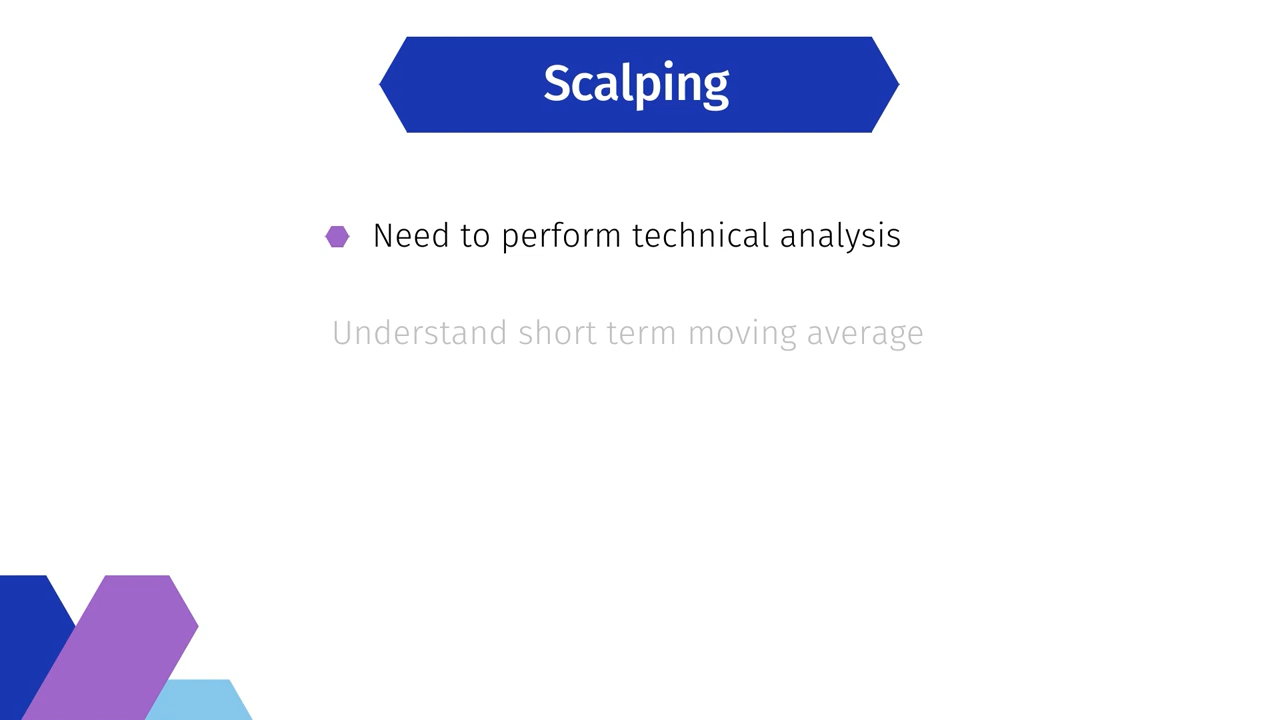 Scalping
Need to perform technical analysis
Understand short term moving average